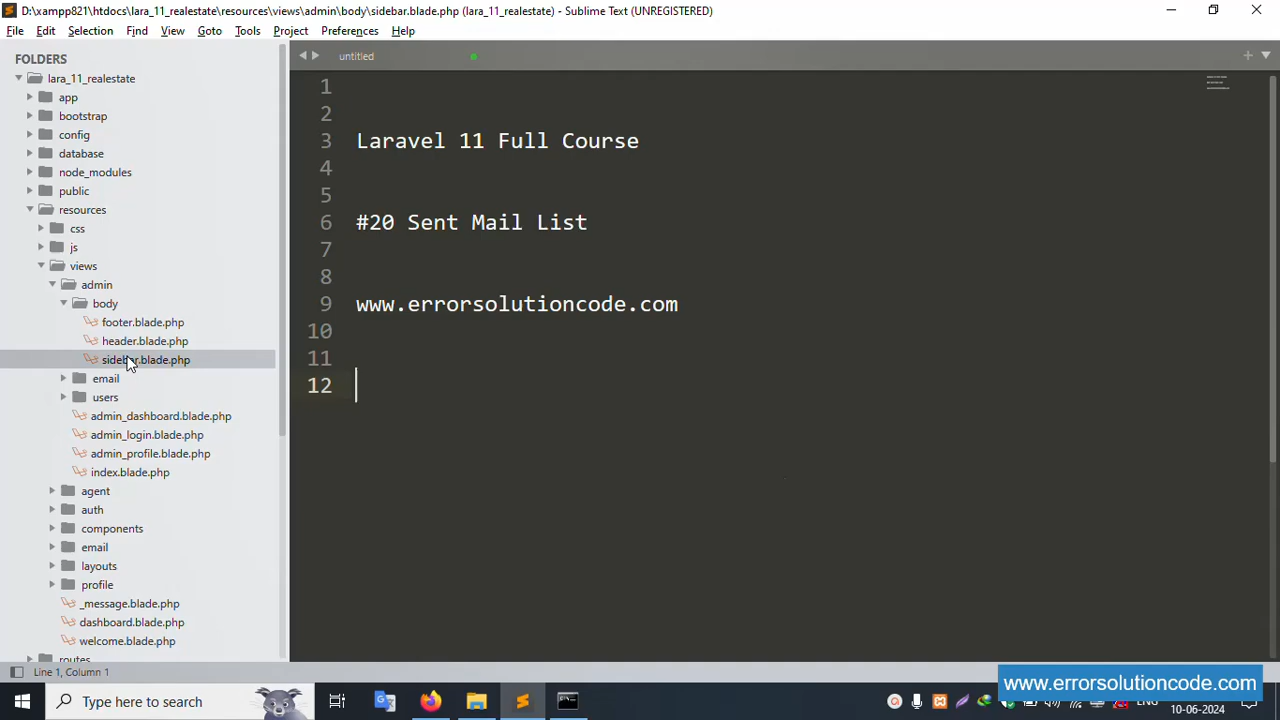 D:\xampp821\htdocs\lara_11_realestate\resources\views\admin\body\sidebar.blade.php (lara_11_realestate) - Sublime Text (UNREGISTERED)
File Edit Selection Find View Goto Tools Project Preferences Help
FOLDERS
lara_11_realestate
app
bootstrap
config
database
node_modules
public
resources
css
js
views
admin
body
footer.blade.php
header.blade.php
sidebar.blade.php
email
users
admin_dashboard.blade.php
admin_login.blade.php
admin_profile.blade.php
index.blade.php
agent
auth
components
email
layouts
profile
_message.blade.php
dashboard.blade.php
welcome.blade.php
routes
untitled
1
2
3 Laravel 11 Full Course
4
5
6 #20 Sent Mail List
7
8
9 www.errorsolutioncode.com
10
11
12
Line 1, Column 1
Type here to search
www.errorsolutioncode.com
ENG
10-06-2024